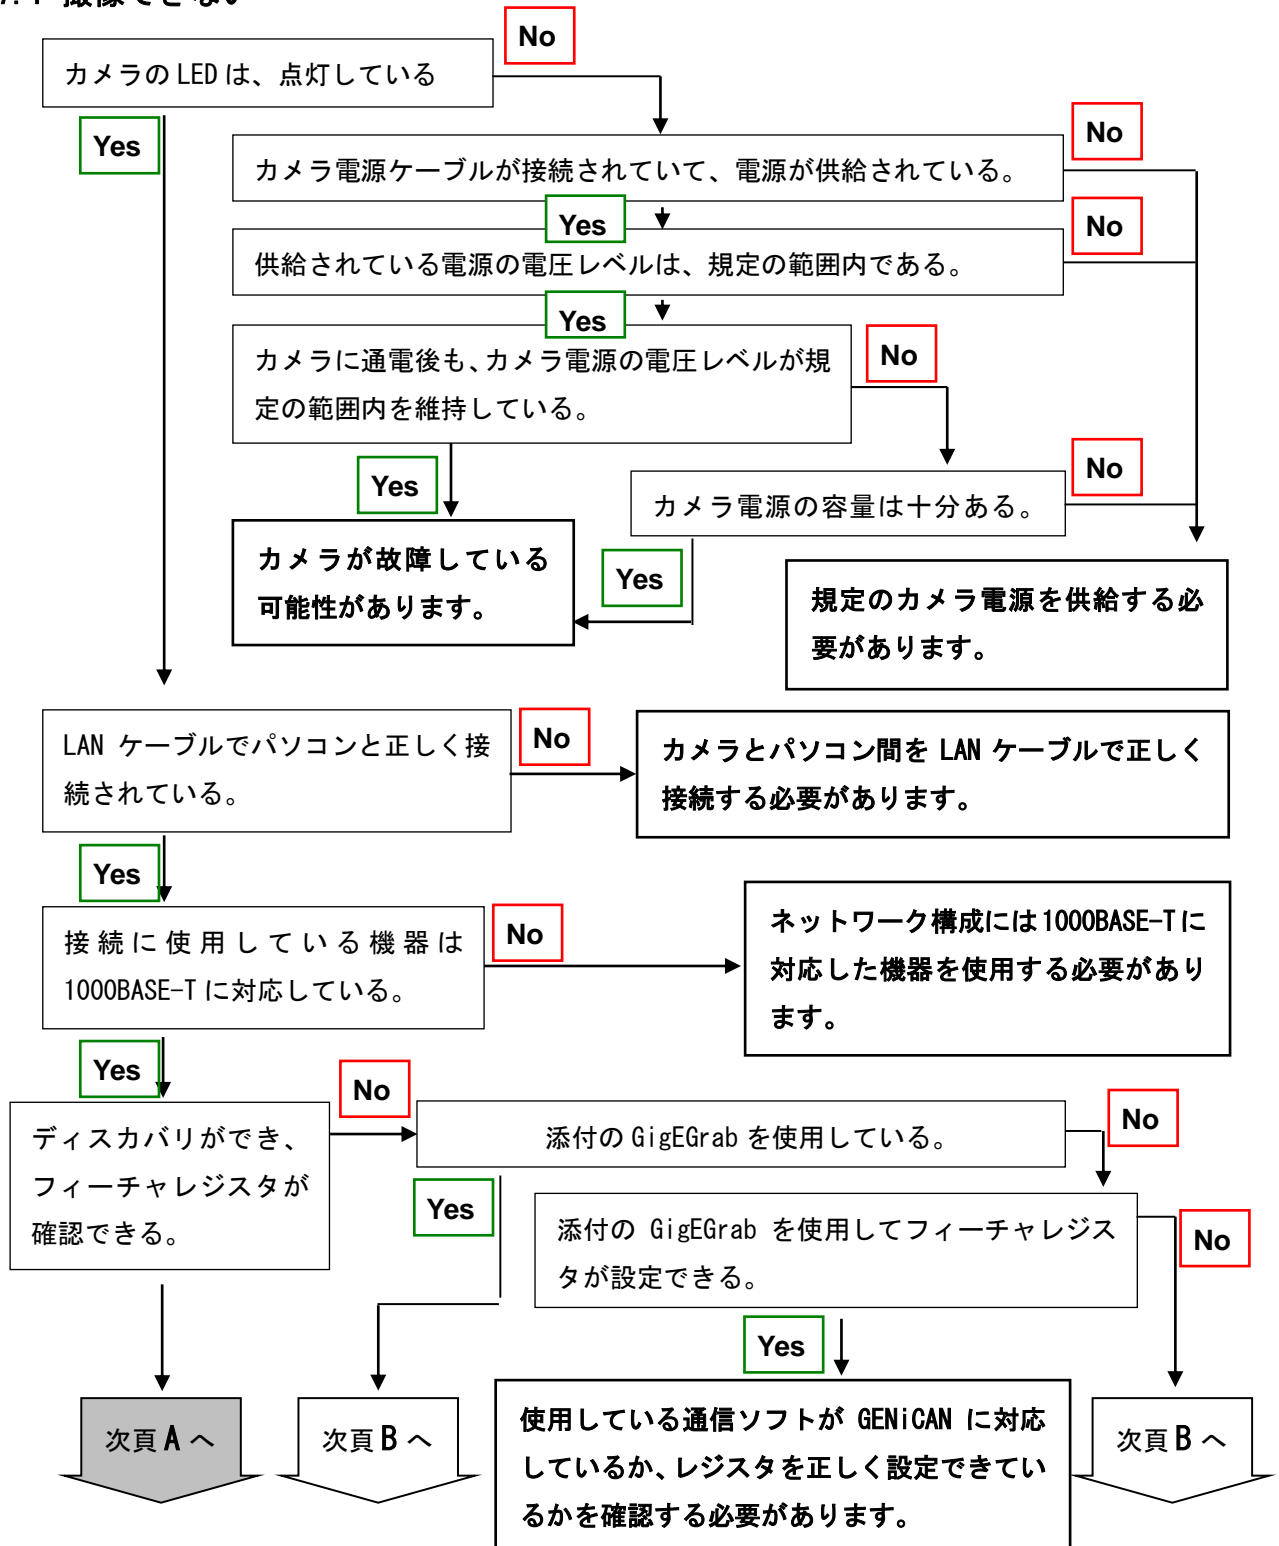 7.1 撮像できない
No
カメラの LED は、点灯している
Yes
No
カメラ電源ケーブルが接続されていて、電源が供給されている。
Yes
No
供給されている電源の電圧レベルは、規定の範囲内である。
Yes
No
カメラに通電後も、カメラ電源の電圧レベルが規
定の範囲内を維持している。
Yes
No
カメラ電源の容量は十分ある。
カメラが故障している
可能性があります。
Yes
規定のカメラ電源を供給する必
要があります。
LAN ケーブルでパソコンと正しく接
続されている。
No
カメラとパソコン間を LAN ケーブルで正しく
接続する必要があります。
Yes
接続に使用している機器は
1000BASE-T に対応している。
No
ネットワーク構成には 1000BASE-T に
対応した機器を使用する必要があり
ます。
Yes
No
ディスカバリができ、
フィーチャレジスタが
確認できる。
添付の GigEGrab を使用している。
No
Yes
添付の GigEGrab を使用してフィーチャレジス
タが設定できる。
No
Yes
次頁 A へ
次頁 B へ
使用している通信ソフトが GENiCAN に対応
しているか、レジスタを正しく設定できてい
るかを確認する必要があります。
次頁 B へ